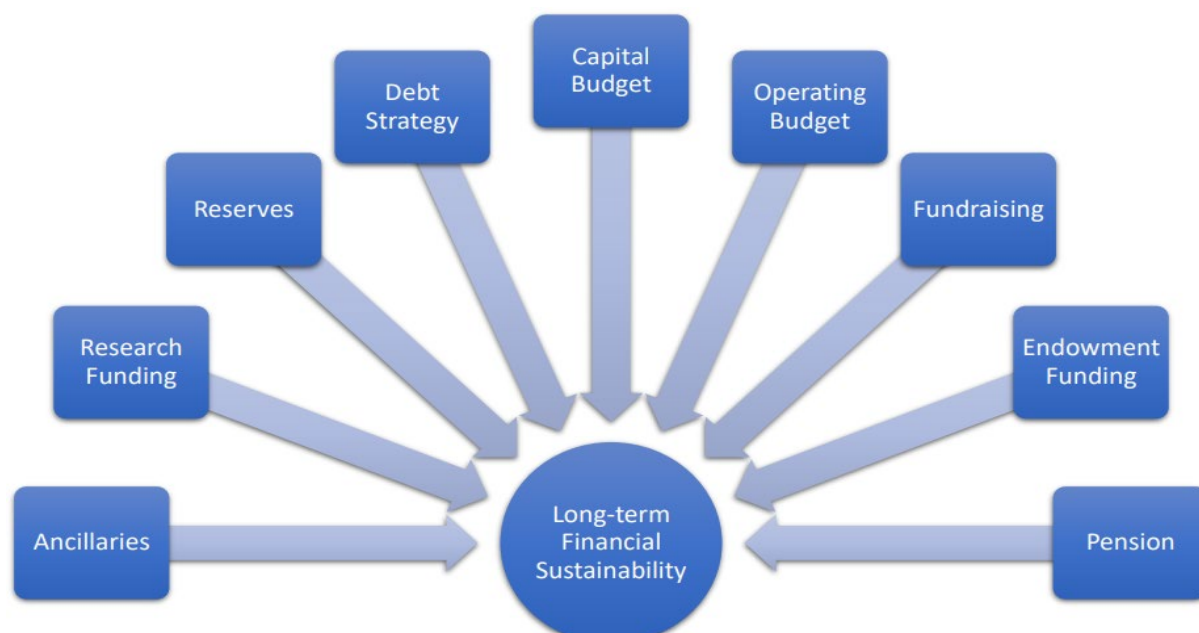 Capital
Budget
Debt
Strategy
Operating
Budget
Reserves
Fundraising
Research
Funding
Endowment
Funding
Ancillaries
Long-term
Financial
Sustainability
Pension